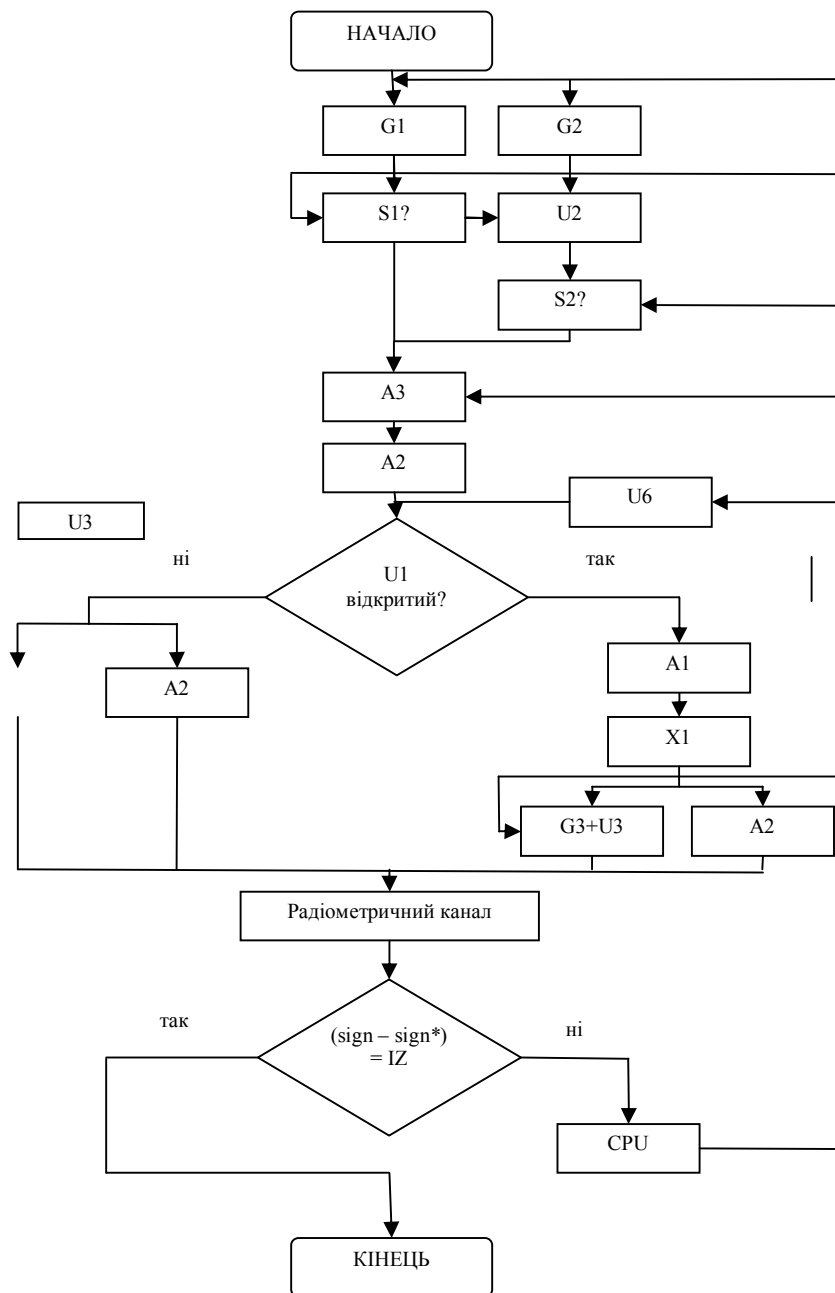 НАЧАЛО
G1
G2
S1?
U2
S2?
A3
A2
U6
U3
ні
U1
відкритий?
так
A1
A2
X1
G3+U3
A2
Радіометричний канал
так
(sign – sign*)
= IZ
ні
CPU
КІНЕЦЬ